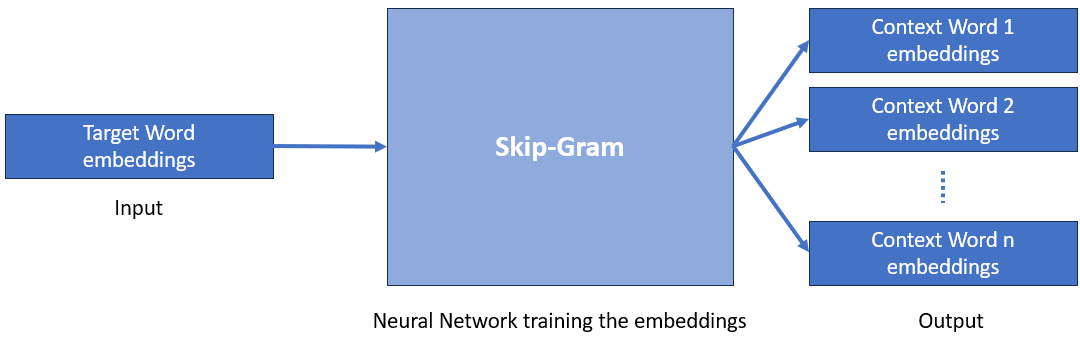 Target Word
embeddings
Input
Skip-Gram
Neural Network training the embeddings
Context Word 1
embeddings
Context Word 2
embeddings
Context Word n
embeddings
Output